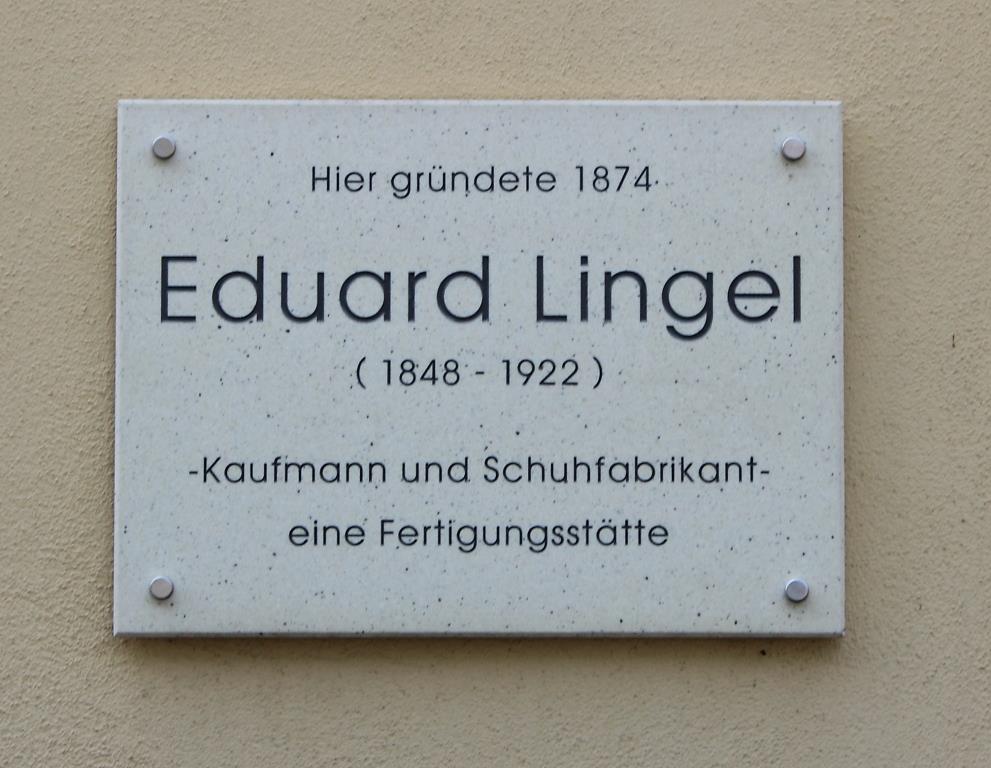 Hier gründete 1874
Eduard Lingel
( 1848 - 1922 )
-Kaufmann und Schuhfabrikant-
eine Fertigungsstätte